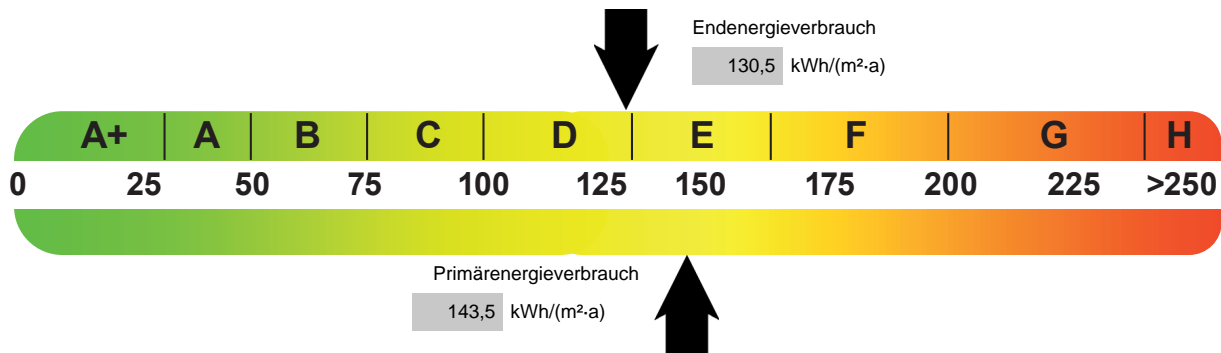 Endenergieverbrauch
130,5 kWh/(m²·a)
A+ A B C D E F G H
0 25 50 75 100 125 150 175 200 225 >250
Primärenergieverbrauch
143,5 kWh/(m²·a)